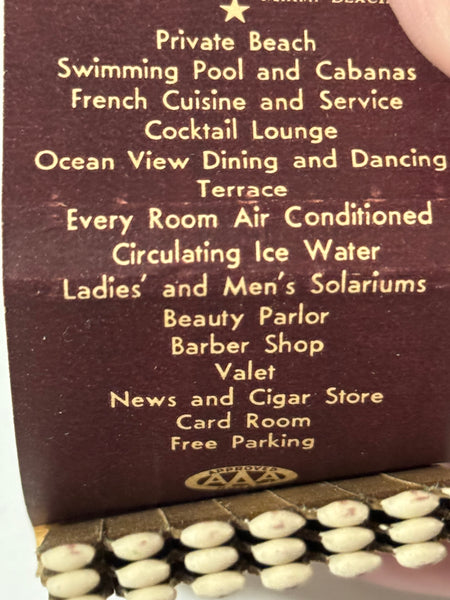 MIAMI BEACH
Private Beach
Swimming Pool and Cabanas
French Cuisine and Service
Cocktail Lounge
Ocean View Dining and Dancing
Terrace
Every Room Air Conditioned
Circulating Ice Water
Ladies' and Men's Solariums
Beauty Parlor
Barber Shop
Valet
News and Cigar Store
Card Room
Free Parking
APPROVED
AAA